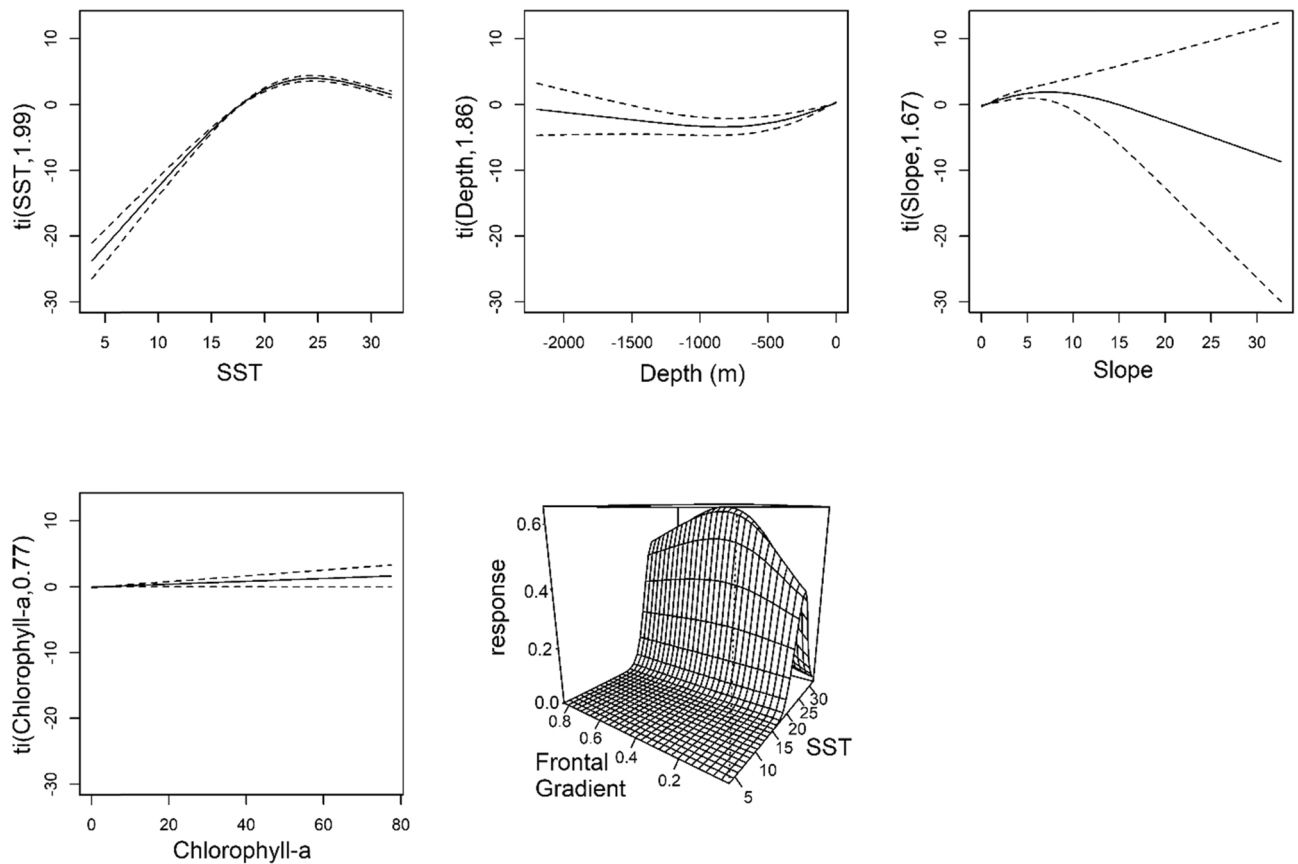 ti(SST,1.99)
10
0
-10
-20
-30
5 10 15 20 25 30
SST
ti(Depth,1.86)
10
0
-10
-20
-30
-2000 -1500 -1000 -500 0
Depth (m)
ti(Slope,1.67)
10
0
-10
-20
-30
0 5 10 15 20 25 30
Slope
ti(Chlorophyll-a,0.77)
10
0
-10
-20
-30
0 20 40 60 80
Chlorophyll-a
response
0.6
0.4
0.2
0.0
0.8
0.6
0.4
0.2
Frontal
Gradient
5
10
15
20
25
30
SST